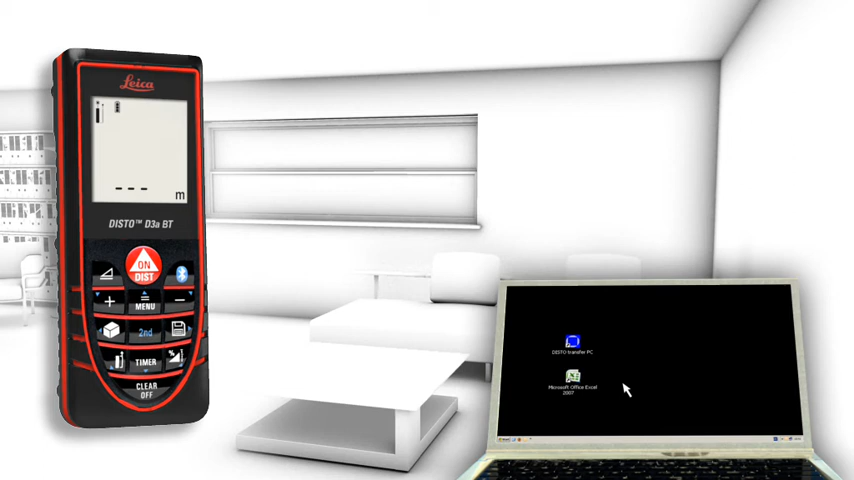 Leica
--- m
DISTO™ D3a BT
ON
DIST
+
MENU
−
2nd
TIMER
CLEAR
OFF
DISTO transfer PC
Microsoft Office Excel
2007